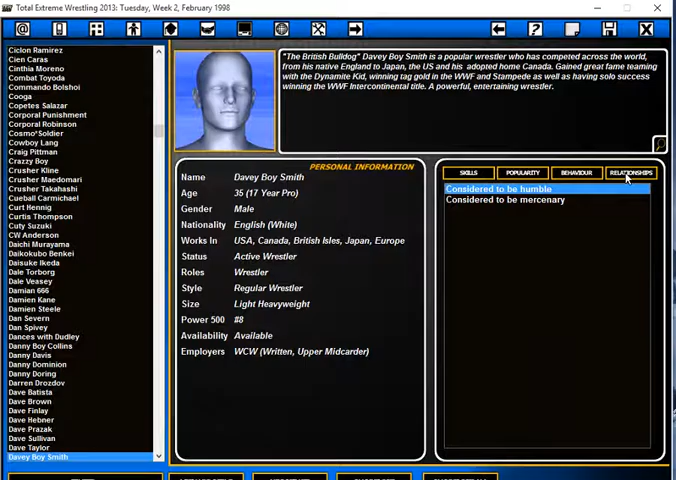 Total Extreme Wrestling 2013: Tuesday, Week 2, February 1998
Ciclon Ramirez
Cien Caras
Cinthia Moreno
Combat Toyoda
Commando Bolshoi
Cooga
Copetes Salazar
Corporal Punishment
Corporal Robinson
Cosmo*Soldier
Cowboy Lang
Craig Pittman
Crazzy Boy
Crusher Kline
Crusher Maedomari
Crusher Takahashi
Cueball Carmichael
Curt Hennig
Curtis Thompson
Cuty Suzuki
CW Anderson
Daichi Murayama
Daikokubo Benkei
Daisuke Ikeda
Dale Torborg
Dale Veasey
Damian 666
Damien Kane
Damien Steele
Dan Severn
Dan Spivey
Dances with Dudley
Danny Boy Collins
Danny Davis
Danny Dominion
Danny Doring
Darren Drozdov
Dave Batista
Dave Brown
Dave Finlay
Dave Hebner
Dave Prazak
Dave Sullivan
Dave Taylor
Davey Boy Smith
"The British Bulldog" Davey Boy Smith is a popular wrestler who has competed across the world,
from his native England to Japan, the US and his adopted home Canada. Gained great fame teaming
with the Dynamite Kid, winning tag gold in the WWF and Stampede as well as having solo success
winning the WWF Intercontinental title. A powerful, entertaining wrestler.
PERSONAL INFORMATION
Name Davey Boy Smith
Age 35 (17 Year Pro)
Gender Male
Nationality English (White)
Works In USA, Canada, British Isles, Japan, Europe
Status Active Wrestler
Roles Wrestler
Style Regular Wrestler
Size Light Heavyweight
Power 500 #8
Availability Available
Employers WCW (Written, Upper Midcarder)
SKILLS POPULARITY BEHAVIOUR RELATIONSHIPS
Considered to be humble
Considered to be mercenary